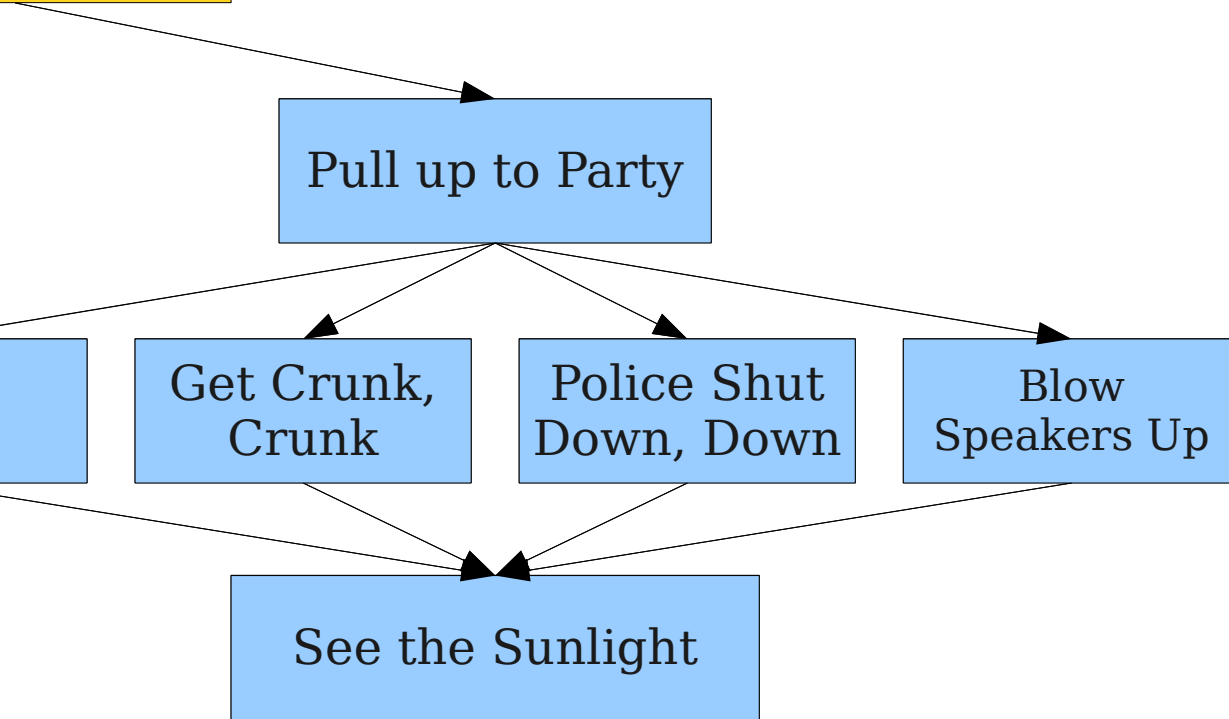 Pull up to Party
Get Crunk,
Crunk
Police Shut
Down, Down
Blow
Speakers Up
See the Sunlight